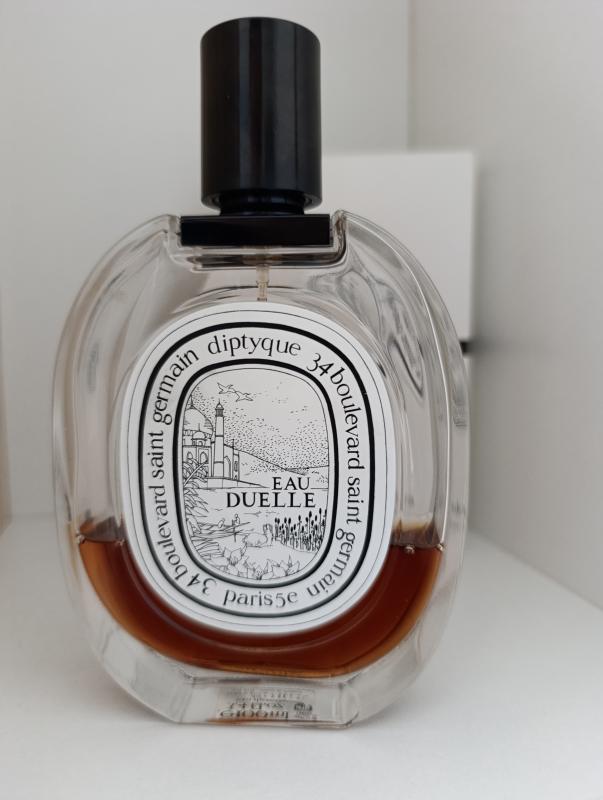 diptyque 34 boulevard saint germain paris 5e 34 boulevard saint germain
EAU
DUELLE